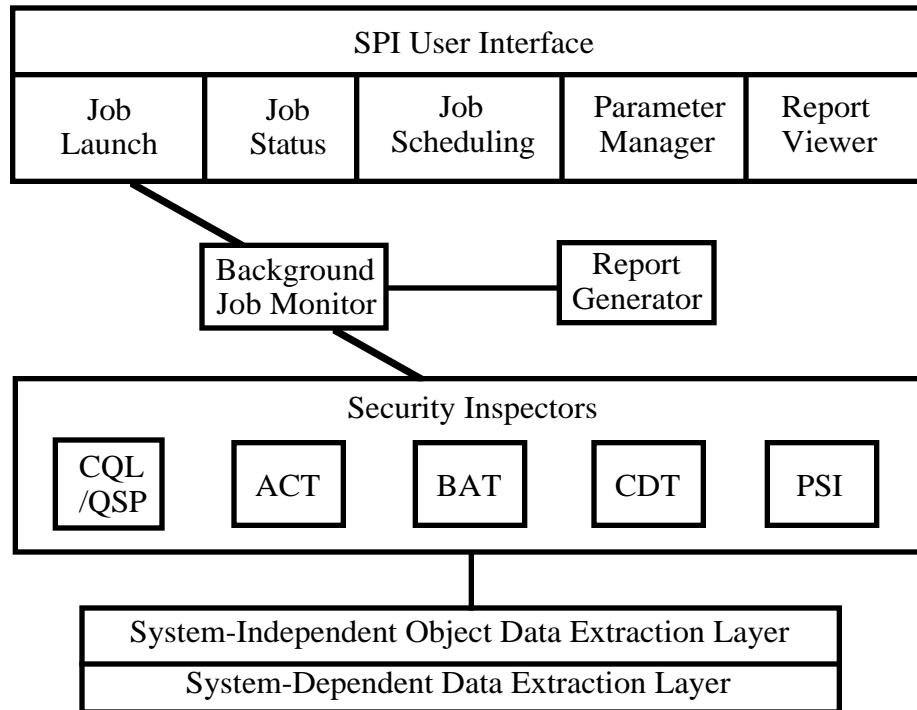 SPI User Interface
Job
Launch
Job
Status
Job
Scheduling
Parameter
Manager
Report
Viewer
Background
Job Monitor
Report
Generator
Security Inspectors
CQL
/QSP
ACT
BAT
CDT
PSI
System-Independent Object Data Extraction Layer
System-Dependent Data Extraction Layer